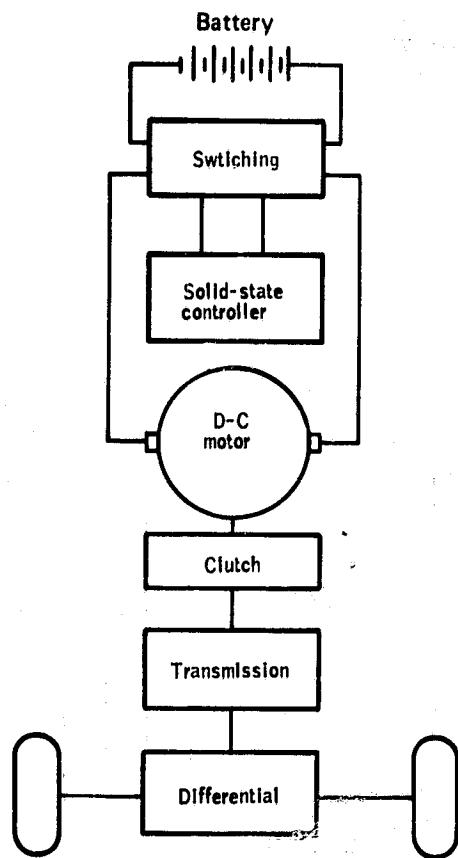 Battery
Swtiching
Solid-state
controller
D-C
motor
Clutch
Transmission
Differential